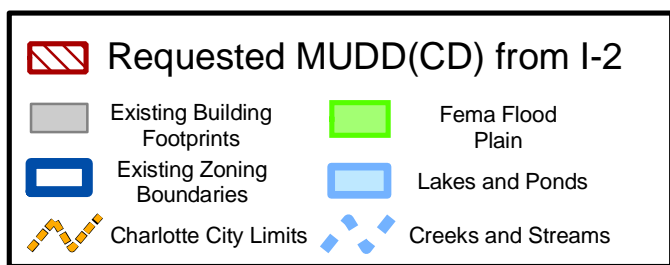 Requested MUDD(CD) from I-2
Existing Building
Footprints
Fema Flood
Plain
Existing Zoning
Boundaries
Lakes and Ponds
Charlotte City Limits
Creeks and Streams